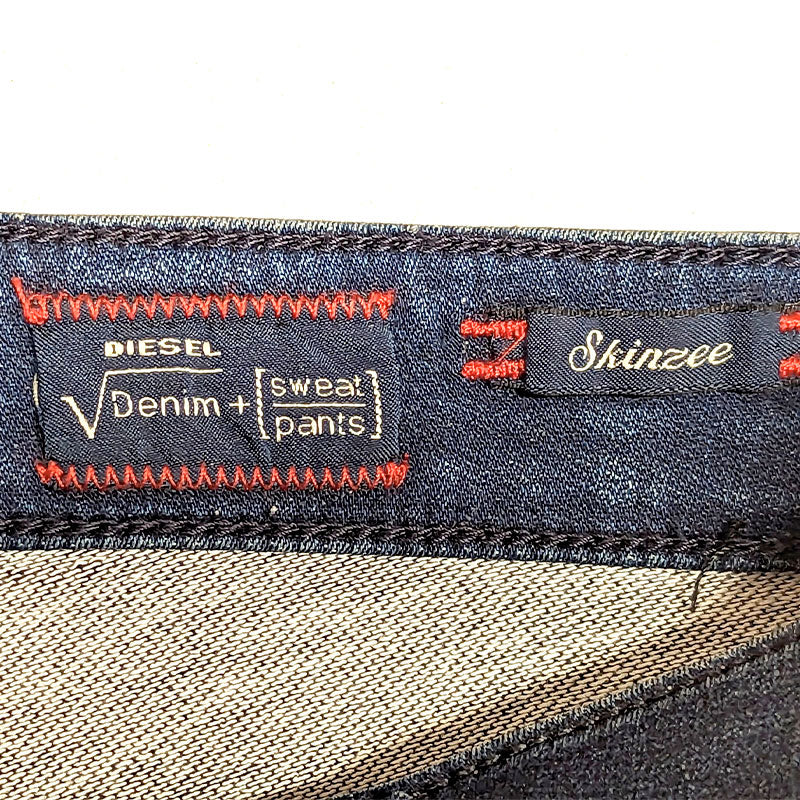 DIESEL
√Denim + [sweat
pants]
Skinzee